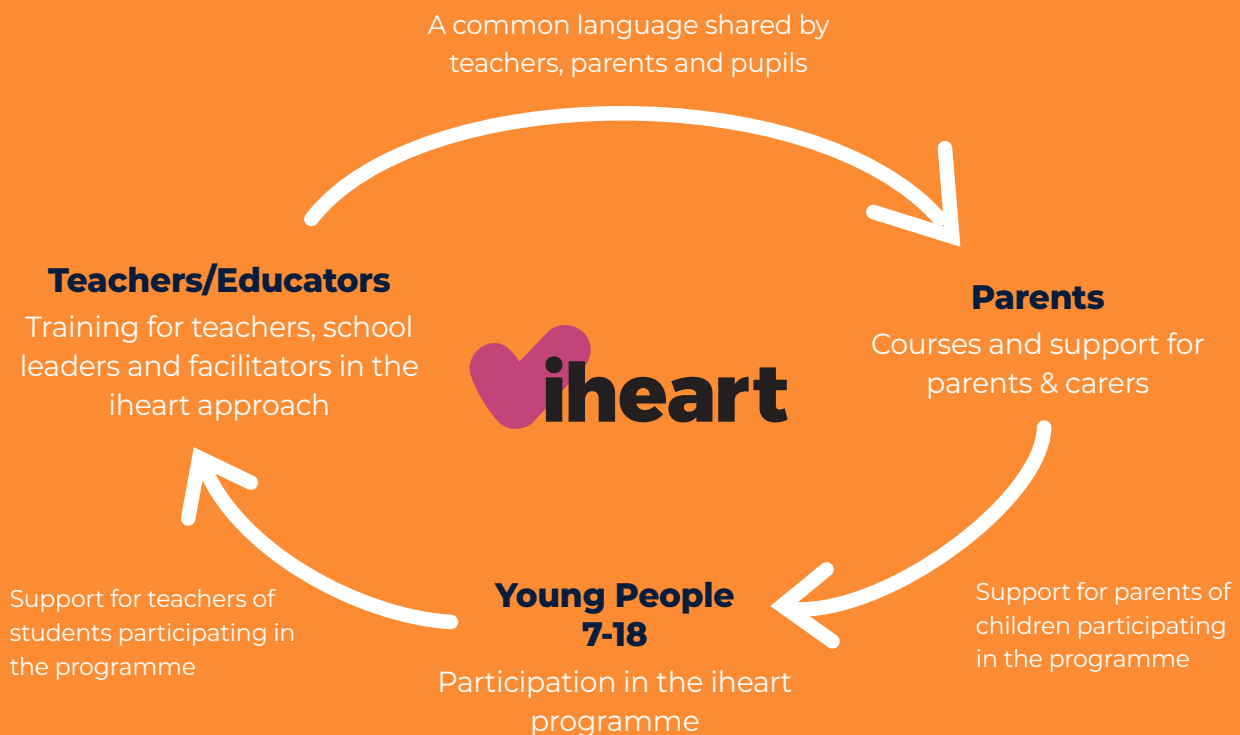 A common language shared by
teachers, parents and pupils
Teachers/Educators
Training for teachers, school
leaders and facilitators in the
iheart approach
Parents
Courses and support for
parents & carers
iheart
Support for teachers of
students participating in
the programme
Young People
7-18
Participation in the iheart
programme
Support for parents of
children participating
in the programme